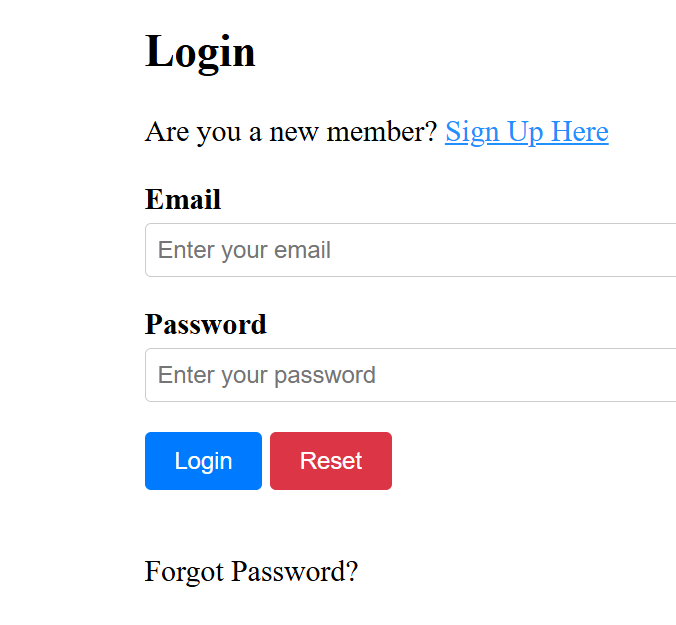 Login
Are you a new member? Sign Up Here
Email
Enter your email
Password
Enter your password
Login Reset
Forgot Password?